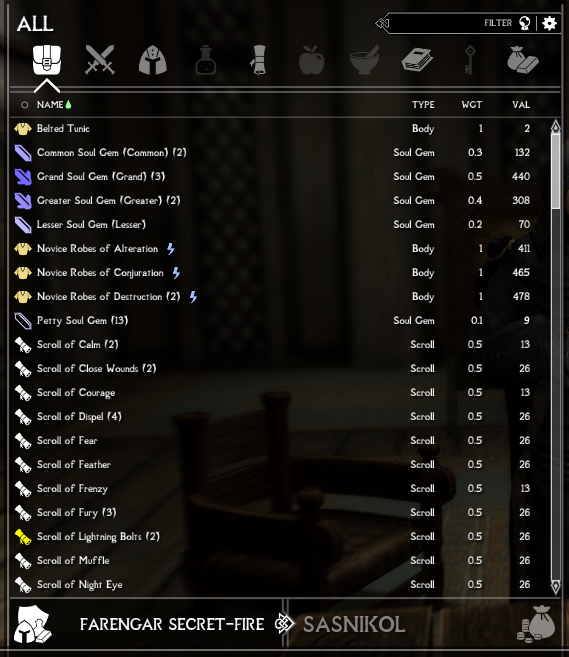 ALL
FILTER
NAME TYPE WGT VAL
Belted Tunic Body 1 2
Common Soul Gem (Common) (2) Soul Gem 0.3 132
Grand Soul Gem (Grand) (3) Soul Gem 0.5 440
Greater Soul Gem (Greater) (2) Soul Gem 0.4 308
Lesser Soul Gem (Lesser) Soul Gem 0.2 70
Novice Robes of Alteration Body 1 411
Novice Robes of Conjuration Body 1 465
Novice Robes of Destruction (2) Body 1 478
Petty Soul Gem (13) Soul Gem 0.1 9
Scroll of Calm (2) Scroll 0.5 13
Scroll of Close Wounds (2) Scroll 0.5 26
Scroll of Courage Scroll 0.5 13
Scroll of Dispel (4) Scroll 0.5 26
Scroll of Fear Scroll 0.5 26
Scroll of Feather Scroll 0.5 26
Scroll of Frenzy Scroll 0.5 13
Scroll of Fury (3) Scroll 0.5 26
Scroll of Lightning Bolts (2) Scroll 0.5 26
Scroll of Muffle Scroll 0.5 26
Scroll of Night Eye Scroll 0.5 26
FARENGAR SECRET-FIRE SASNIKOL